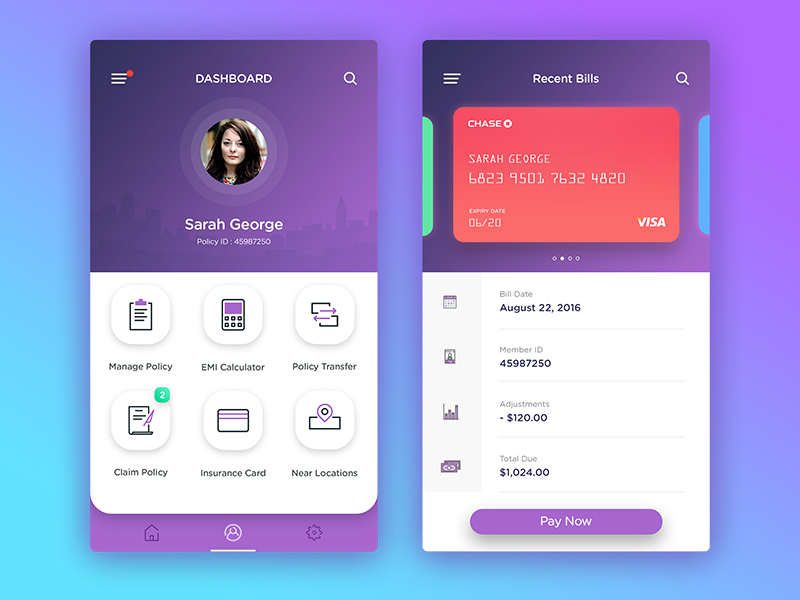 DASHBOARD
Sarah George
Policy ID : 45987250
Manage Policy
EMI Calculator
Policy Transfer
2
Claim Policy
Insurance Card
Near Locations
Recent Bills
CHASE
SARAH GEORGE
6823 9501 7632 4820
EXPIRY DATE
06/20
VISA
Bill Date
August 22, 2016
Member ID
45987250
Adjustments
- $120.00
Total Due
$1,024.00
Pay Now